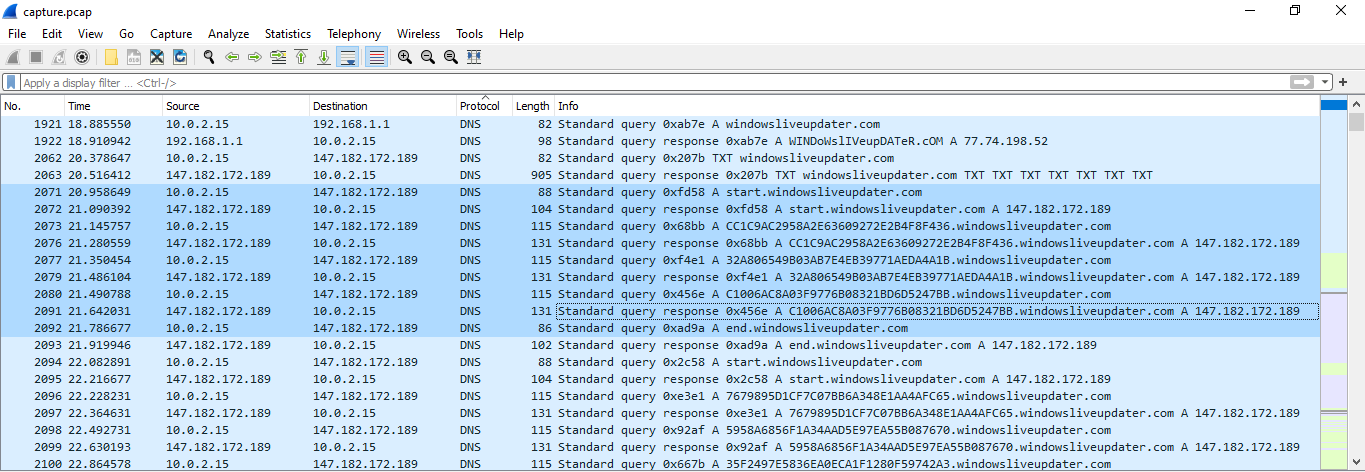 capture.pcap
File Edit View Go Capture Analyze Statistics Telephony Wireless Tools Help
Apply a display filter ... <Ctrl-/>
No. Time Source Destination Protocol Length Info
1921 18.885550 10.0.2.15 192.168.1.1 DNS 82 Standard query 0xab7e A windowsliveupdater.com
1922 18.910942 192.168.1.1 10.0.2.15 DNS 98 Standard query response 0xab7e A WINDoWslIVeupDATeR.cOM A 77.74.198.52
2062 20.378647 10.0.2.15 147.182.172.189 DNS 82 Standard query 0x207b TXT windowsliveupdater.com
2063 20.516412 147.182.172.189 10.0.2.15 DNS 905 Standard query response 0x207b TXT windowsliveupdater.com TXT TXT TXT TXT TXT TXT TXT
2071 20.958649 10.0.2.15 147.182.172.189 DNS 88 Standard query 0xfd58 A start.windowsliveupdater.com
2072 21.090392 147.182.172.189 10.0.2.15 DNS 104 Standard query response 0xfd58 A start.windowsliveupdater.com A 147.182.172.189
2073 21.145757 10.0.2.15 147.182.172.189 DNS 115 Standard query 0x68bb A CC1C9AC2958A2E63609272E2B4F8F436.windowsliveupdater.com
2076 21.280559 147.182.172.189 10.0.2.15 DNS 131 Standard query response 0x68bb A CC1C9AC2958A2E63609272E2B4F8F436.windowsliveupdater.com A 147.182.172.189
2077 21.350454 10.0.2.15 147.182.172.189 DNS 115 Standard query 0xf4e1 A 32A806549B03AB7E4EB39771AEDA4A1B.windowsliveupdater.com
2079 21.486104 147.182.172.189 10.0.2.15 DNS 131 Standard query response 0xf4e1 A 32A806549B03AB7E4EB39771AEDA4A1B.windowsliveupdater.com A 147.182.172.189
2080 21.490788 10.0.2.15 147.182.172.189 DNS 115 Standard query 0x456e A C1006AC8A03F9776B08321BD6D5247BB.windowsliveupdater.com
2091 21.642031 147.182.172.189 10.0.2.15 DNS 131 Standard query response 0x456e A C1006AC8A03F9776B08321BD6D5247BB.windowsliveupdater.com A 147.182.172.189
2092 21.786677 10.0.2.15 147.182.172.189 DNS 86 Standard query 0xad9a A end.windowsliveupdater.com
2093 21.919946 147.182.172.189 10.0.2.15 DNS 102 Standard query response 0xad9a A end.windowsliveupdater.com A 147.182.172.189
2094 22.082891 10.0.2.15 147.182.172.189 DNS 88 Standard query 0x2c58 A start.windowsliveupdater.com
2095 22.216677 147.182.172.189 10.0.2.15 DNS 104 Standard query response 0x2c58 A start.windowsliveupdater.com A 147.182.172.189
2096 22.228231 10.0.2.15 147.182.172.189 DNS 115 Standard query 0xe3e1 A 7679895D1CF7C07BB6A348E1AA4AFC65.windowsliveupdater.com
2097 22.364631 147.182.172.189 10.0.2.15 DNS 131 Standard query response 0xe3e1 A 7679895D1CF7C07BB6A348E1AA4AFC65.windowsliveupdater.com A 147.182.172.189
2098 22.492731 10.0.2.15 147.182.172.189 DNS 115 Standard query 0x92af A 5958A6856F1A34AAD5E97EA55B087670.windowsliveupdater.com
2099 22.630193 147.182.172.189 10.0.2.15 DNS 131 Standard query response 0x92af A 5958A6856F1A34AAD5E97EA55B087670.windowsliveupdater.com A 147.182.172.189
2100 22.864578 10.0.2.15 147.182.172.189 DNS 115 Standard query 0x667b A 35F2497E5836EA0ECA1F1280F59742A3.windowsliveupdater.com